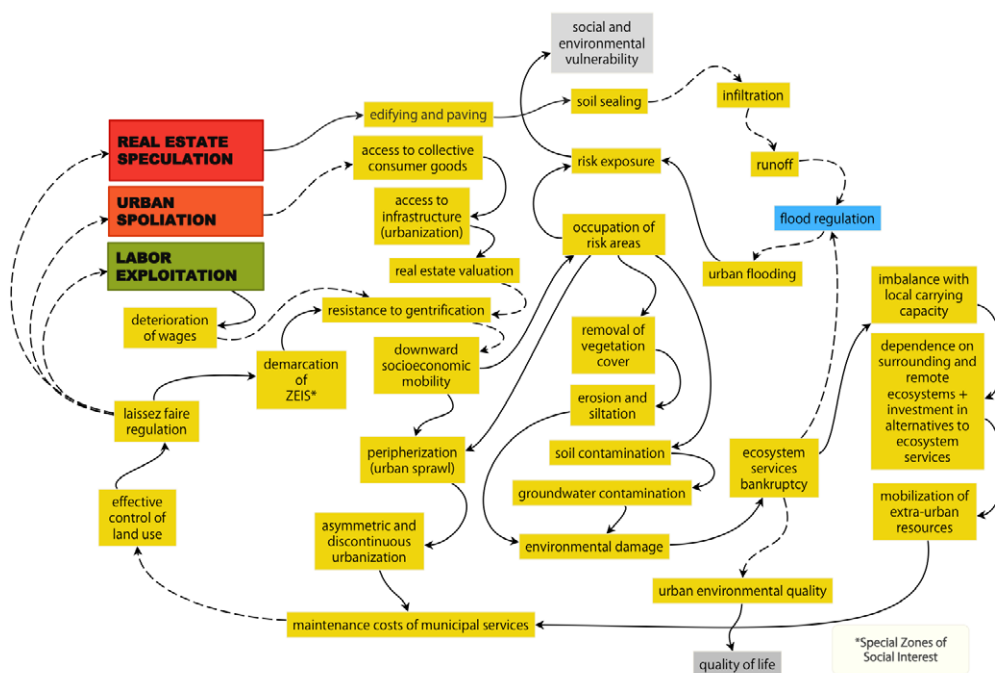 social and
environmental
vulnerability
soil sealing
infiltration
edifying and paving
REAL ESTATE
SPECULATION
access to collective
consumer goods
risk exposure
runoff
URBAN
SPOLIATION
access to
infrastructure
(urbanization)
occupation of
risk areas
flood regulation
LABOR
EXPLOITATION
real estate valuation
urban flooding
imbalance with
local carrying
capacity
deterioration
of wages
resistance to gentrification
removal of
vegetation
cover
dependence on
surrounding and
remote
ecosystems +
investment in
alternatives to
ecosystem
services
demarcation
of
ZEIS*
downward
socioeconomic
mobility
laissez faire
regulation
erosion and
siltation
peripherization
(urban sprawl)
soil contamination
ecosystem
services
bankruptcy
effective
control of
land use
groundwater contamination
mobilization of
extra-urban
resources
asymmetric and
discontinuous
urbanization
environmental damage
urban environmental quality
maintenance costs of municipal services
quality of life
*Special Zones of
Social Interest